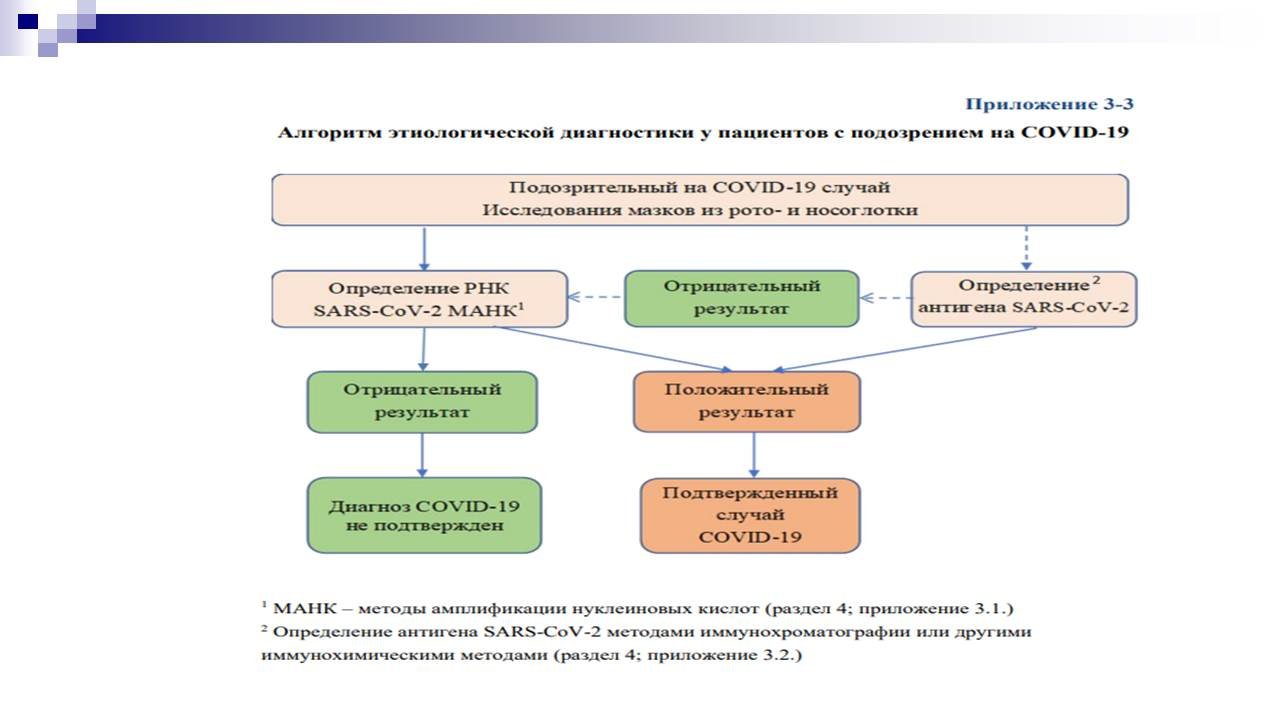 Приложение 3-3
Алгоритм этиологической диагностики у пациентов с подозрением на COVID-19
Подозрительный на COVID-19 случай
Исследования мазков из рото- и носоглотки
Определение РНК
SARS-CoV-2 МАНК¹
Отрицательный
результат
Определение²
антигена SARS-CoV-2
Отрицательный
результат
Положительный
результат
Диагноз COVID-19
не подтвержден
Подтвержденный
случай
COVID-19
¹ МАНК – методы амплификации нуклеиновых кислот (раздел 4; приложение 3.1.)
² Определение антигена SARS-CoV-2 методами иммунохроматографии или другими
иммунохимическими методами (раздел 4; приложение 3.2.)